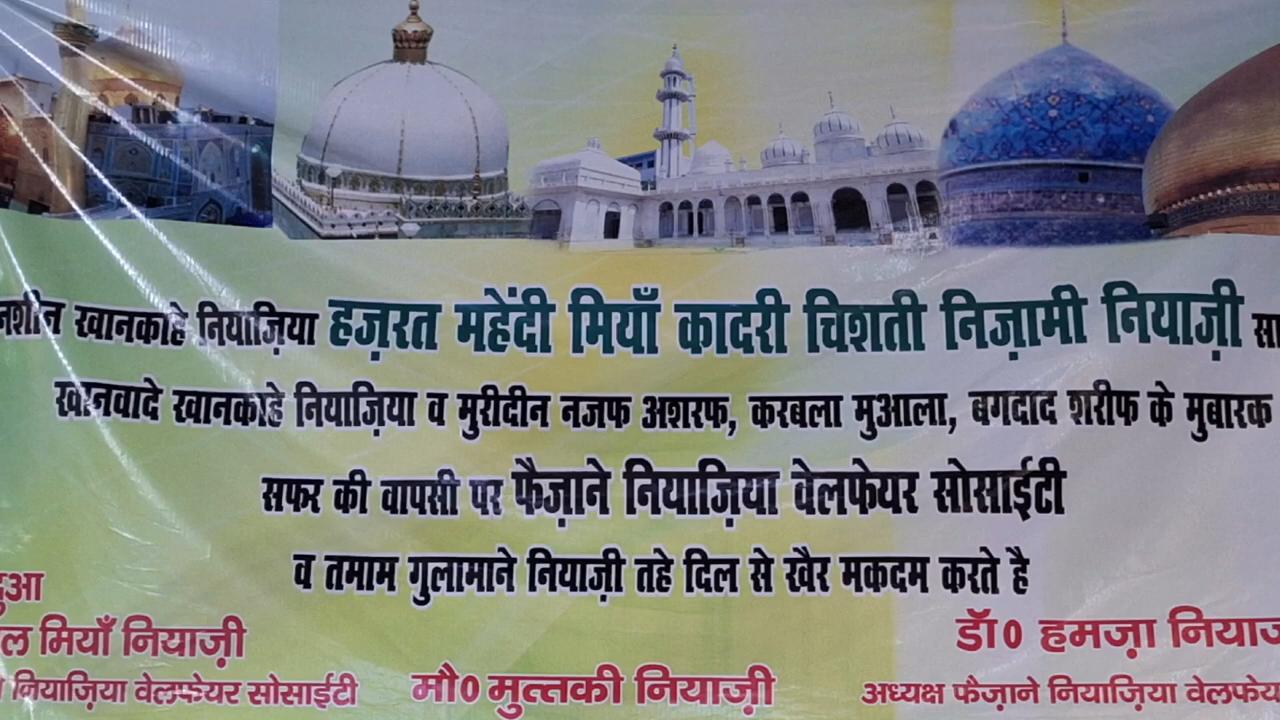 नशीन खानकाहे नियाज़िया हज़रत महेंदी मियाँ कादरी चिशती निज़ामी नियाज़ी सा
खानवादे खानकाहे नियाज़िया व मुरीदीन नजफ अशरफ, करबला मुआला, बगदाद शरीफ के मुबारक
सफर की वापसी पर फैज़ाने नियाज़िया वेलफेयर सोसाईटी
व तमाम गुलामाने नियाज़ी तहे दिल से खैर मकदम करते है
दुआ
ल मियाँ नियाज़ी
नियाज़िया वेलफेयर सोसाईटी
मौ0 मुत्तकी नियाज़ी
डॉ0 हमज़ा नियाज़
अध्यक्ष फैज़ाने नियाज़िया वेलफेय